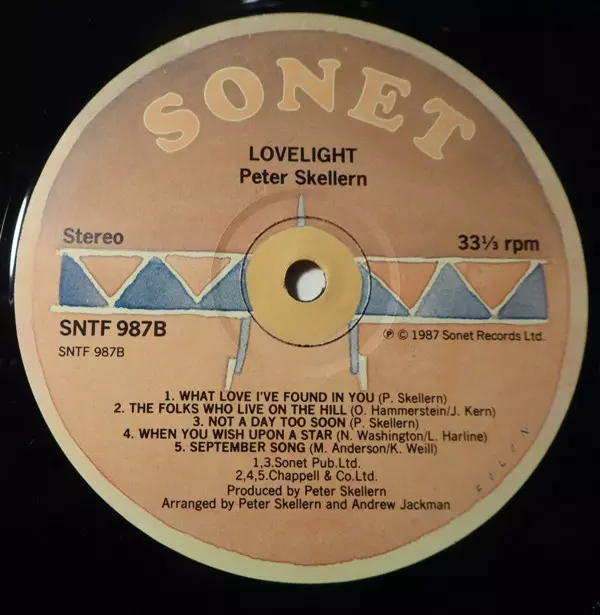 SONET
LOVELIGHT
Peter Skellern
Stereo
33⅓ rpm
SNTF 987B
SNTF 987B
℗ © 1987 Sonet Records Ltd.
1. WHAT LOVE I'VE FOUND IN YOU (P. Skellern)
2. THE FOLKS WHO LIVE ON THE HILL (O. Hammerstein/J. Kern)
3. NOT A DAY TOO SOON (P. Skellern)
4. WHEN YOU WISH UPON A STAR (N. Washington/L. Harline)
5. SEPTEMBER SONG (M. Anderson/K. Weill)
1,3.Sonet Pub.Ltd.
2,4,5.Chappell & Co.Ltd.
Produced by Peter Skellern
Arranged by Peter Skellern and Andrew Jackman